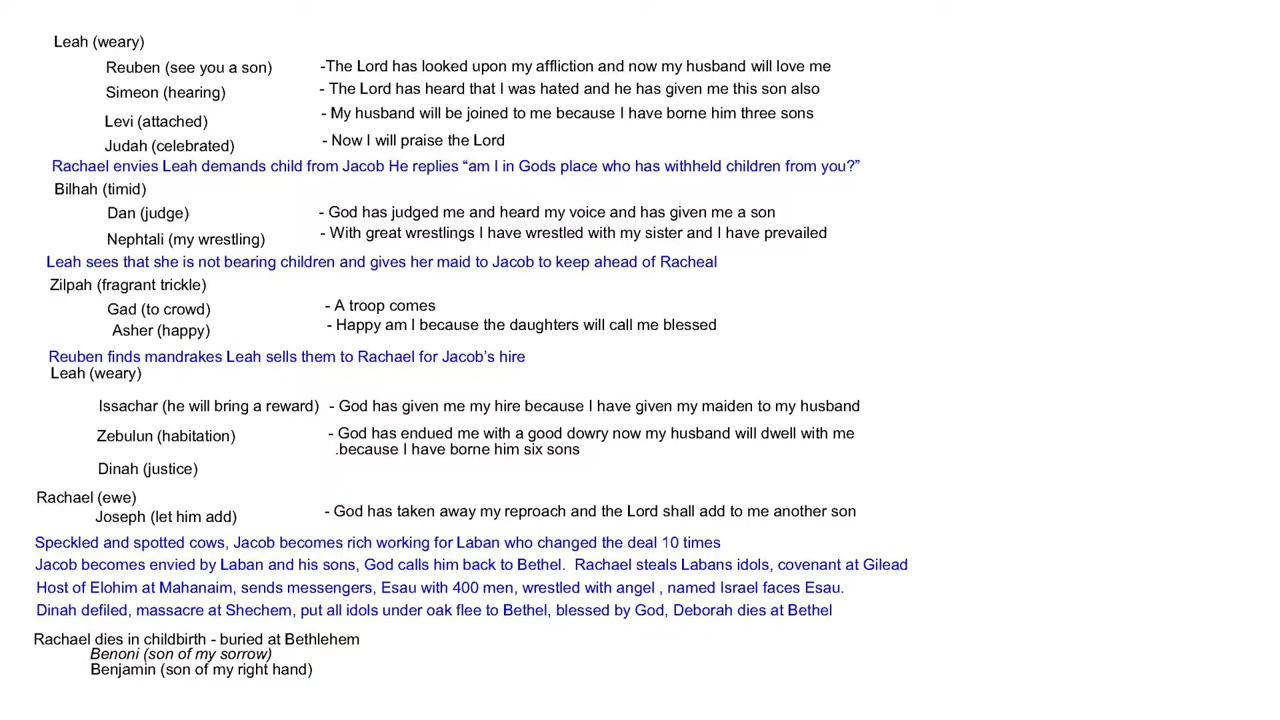 Leah (weary)
Reuben (see you a son) -The Lord has looked upon my affliction and now my husband will love me
Simeon (hearing) - The Lord has heard that I was hated and he has given me this son also
Levi (attached) - My husband will be joined to me because I have borne him three sons
Judah (celebrated) - Now I will praise the Lord
Rachael envies Leah demands child from Jacob He replies “am I in Gods place who has withheld children from you?”
Bilhah (timid)
Dan (judge) - God has judged me and heard my voice and has given me a son
Nephtali (my wrestling) - With great wrestlings I have wrestled with my sister and I have prevailed
Leah sees that she is not bearing children and gives her maid to Jacob to keep ahead of Racheal
Zilpah (fragrant trickle)
Gad (to crowd) - A troop comes
Asher (happy) - Happy am I because the daughters will call me blessed
Reuben finds mandrakes Leah sells them to Rachael for Jacob’s hire
Leah (weary)
Issachar (he will bring a reward) - God has given me my hire because I have given my maiden to my husband
Zebulun (habitation) - God has endued me with a good dowry now my husband will dwell with me
.because I have borne him six sons
Dinah (justice)
Rachael (ewe)
Joseph (let him add) - God has taken away my reproach and the Lord shall add to me another son
Speckled and spotted cows, Jacob becomes rich working for Laban who changed the deal 10 times
Jacob becomes envied by Laban and his sons, God calls him back to Bethel. Rachael steals Labans idols, covenant at Gilead
Host of Elohim at Mahanaim, sends messengers, Esau with 400 men, wrestled with angel , named Israel faces Esau.
Dinah defiled, massacre at Shechem, put all idols under oak flee to Bethel, blessed by God, Deborah dies at Bethel
Rachael dies in childbirth - buried at Bethlehem
Benoni (son of my sorrow)
Benjamin (son of my right hand)